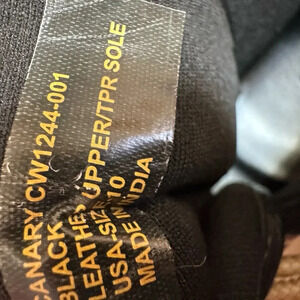 CANARY CW1244-001
BLACK
LEATHER UPPER/TPR SOLE
SIZE
USA 10
MADE IN INDIA